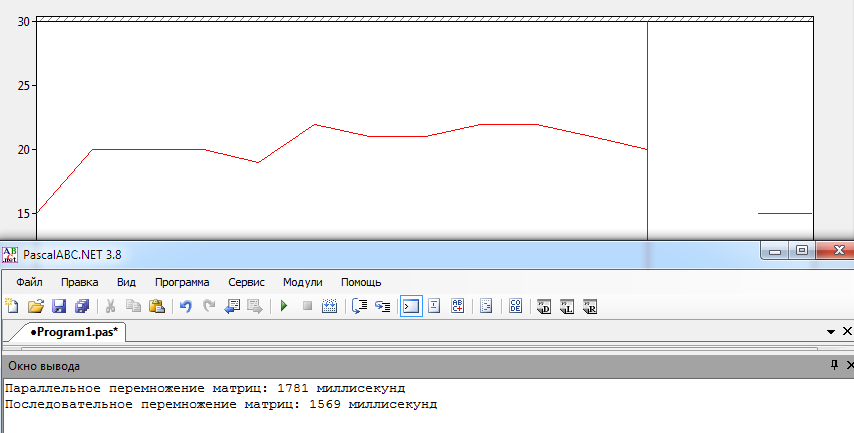 30
25
20
15
PascalABC.NET 3.8
Файл Правка Вид Программа Сервис Модули Помощь
●Program1.pas*
Окно вывода
Параллельное перемножение матриц: 1781 миллисекунд
Последовательное перемножение матриц: 1569 миллисекунд